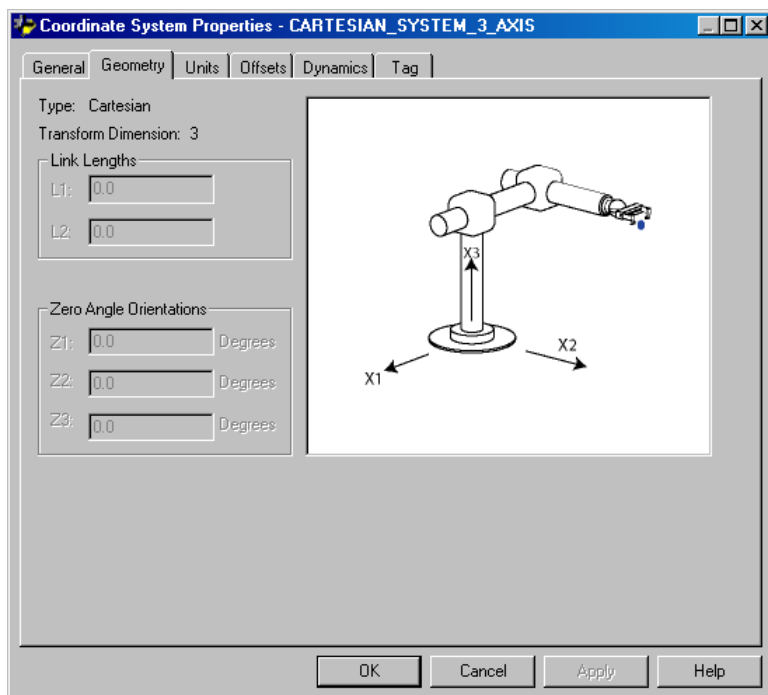 Coordinate System Properties - CARTESIAN_SYSTEM_3_AXIS
General Geometry Units Offsets Dynamics Tag
Type: Cartesian
Transform Dimension: 3
Link Lengths
L1: 0.0
L2: 0.0
Zero Angle Orientations
Z1: 0.0 Degrees
Z2: 0.0 Degrees
Z3: 0.0 Degrees
X3
X2
X1
OK Cancel Apply Help